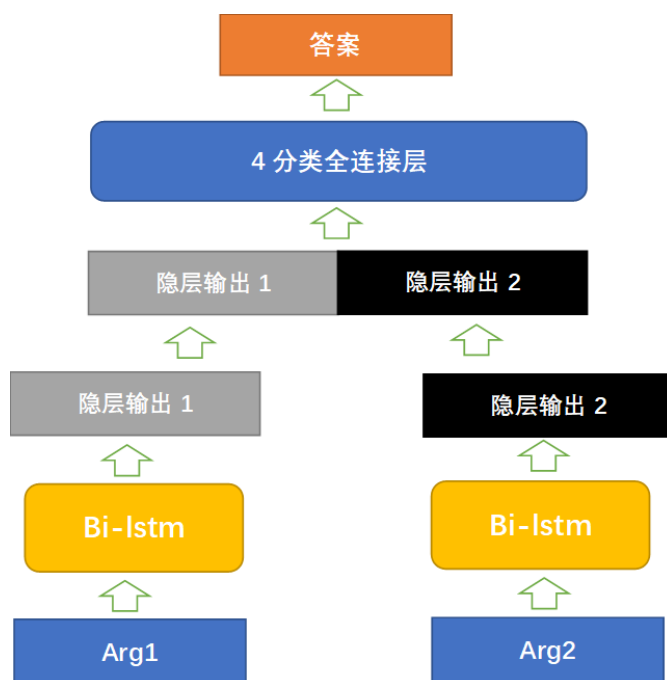 答案
4 分类全连接层
隐层输出 1
隐层输出 2
隐层输出 1
隐层输出 2
Bi-lstm
Bi-lstm
Arg1
Arg2